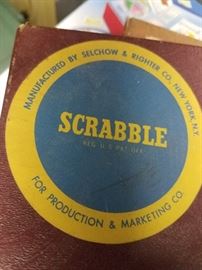 MANUFACTURED BY SELCHOW & RIGHTER CO. NEW YORK, N.Y.
SCRABBLE
REG. U.S. PAT. OFF.
FOR PRODUCTION & MARKETING CO.